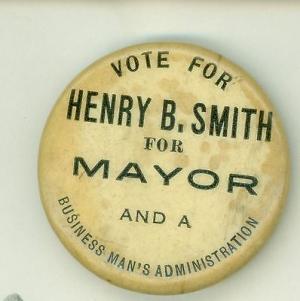 VOTE FOR
HENRY B. SMITH
FOR
MAYOR
AND A
BUSINESS MAN'S ADMINISTRATION